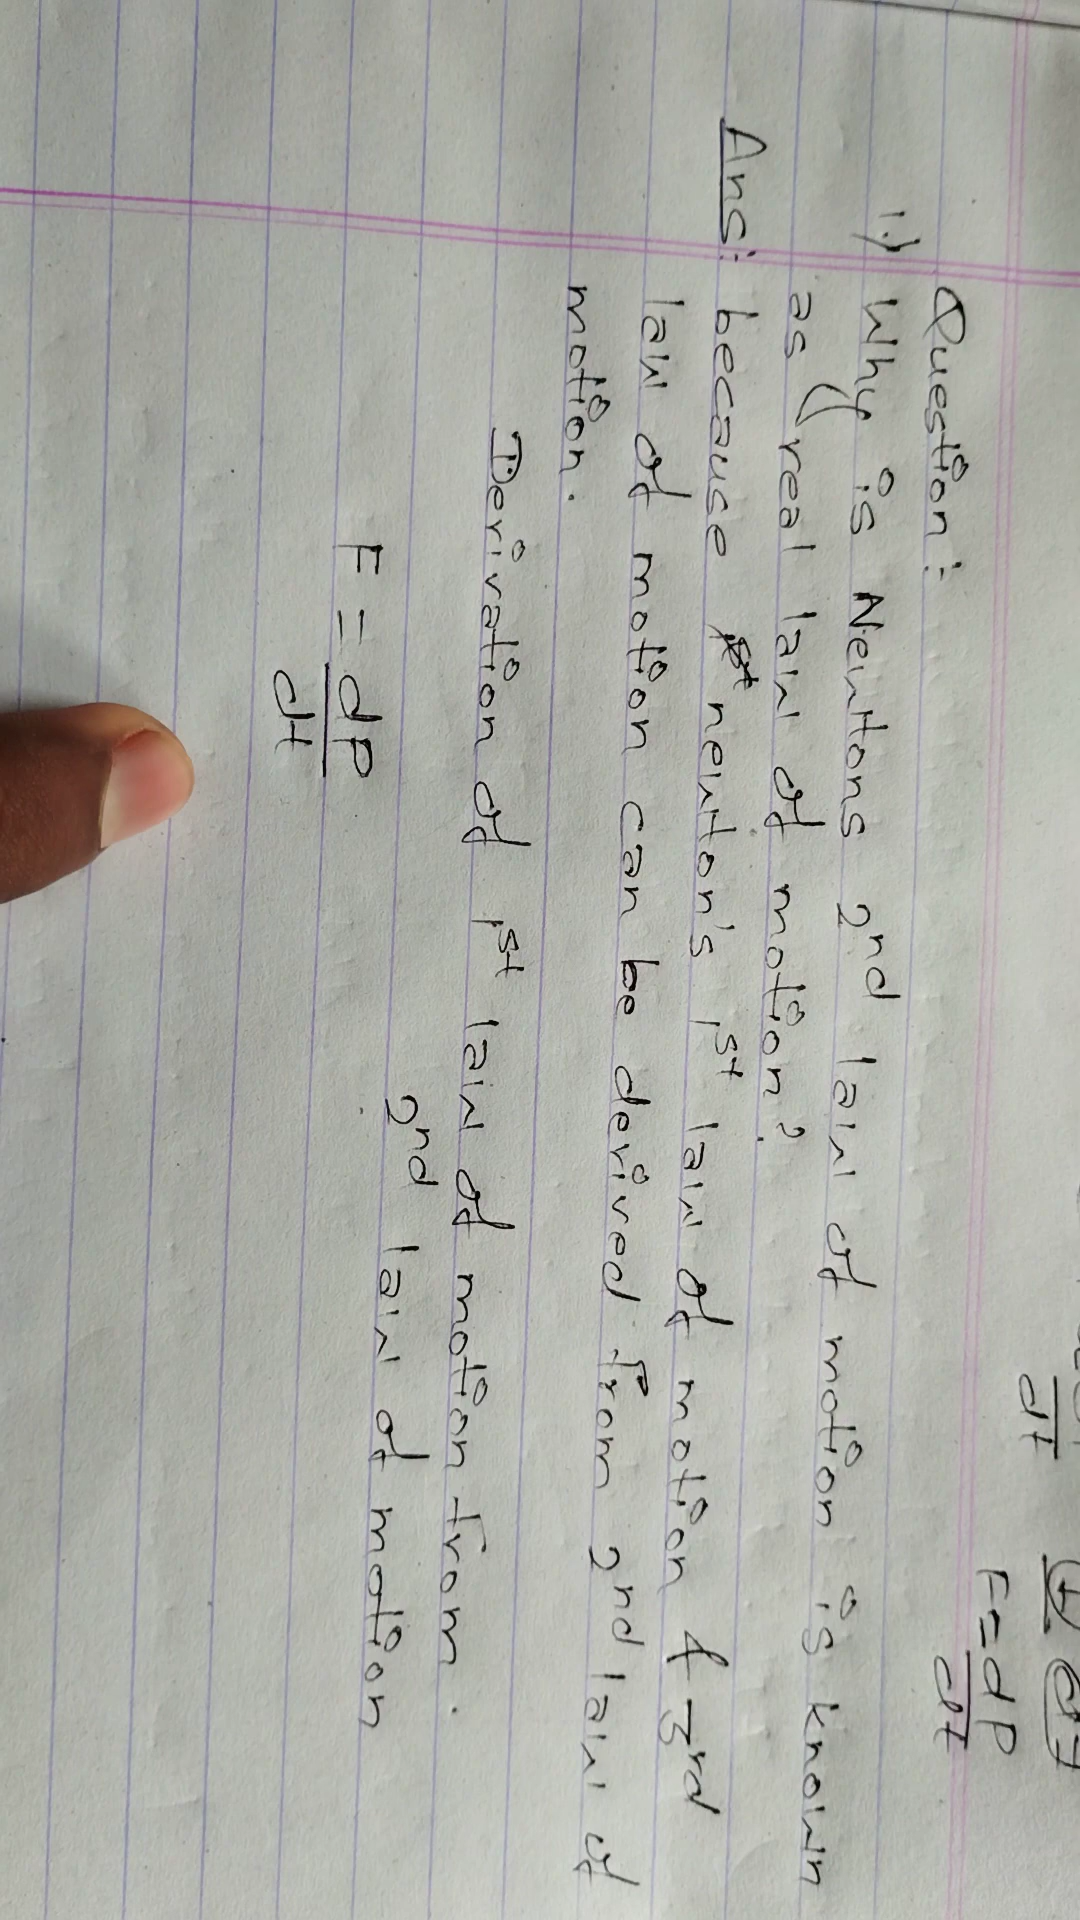 dt
F = dP
dt
Question:
1.) Why is Newtons 2nd law of motion is known
as real law of motion?
Ans: because newton's 1st law of motion & 3rd
law of motion can be derived from 2nd law of
motion.
Derivation of 1st law of motion from.
2nd law of motion
F = dP
dt